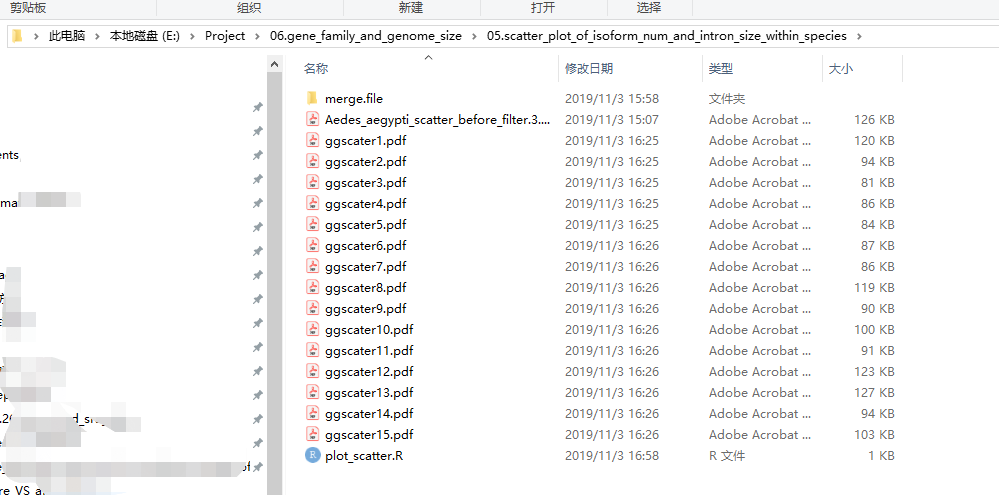 剪贴板 组织 新建 打开 选择
此电脑 本地磁盘 (E:) Project 06.gene_family_and_genome_size 05.scatter_plot_of_isoform_num_and_intron_size_within_species
名称 修改日期 类型 大小
merge.file 2019/11/3 15:58 文件夹
Aedes_aegypti_scatter_before_filter.3.... 2019/11/3 15:07 Adobe Acrobat ... 126 KB
ggscater1.pdf 2019/11/3 16:25 Adobe Acrobat ... 120 KB
ents ggscater2.pdf 2019/11/3 16:25 Adobe Acrobat ... 94 KB
ggscater3.pdf 2019/11/3 16:25 Adobe Acrobat ... 81 KB
ma ggscater4.pdf 2019/11/3 16:25 Adobe Acrobat ... 86 KB
ggscater5.pdf 2019/11/3 16:25 Adobe Acrobat ... 84 KB
ggscater6.pdf 2019/11/3 16:26 Adobe Acrobat ... 87 KB
ggscater7.pdf 2019/11/3 16:26 Adobe Acrobat ... 86 KB
ggscater8.pdf 2019/11/3 16:26 Adobe Acrobat ... 119 KB
ggscater9.pdf 2019/11/3 16:26 Adobe Acrobat ... 90 KB
ggscater10.pdf 2019/11/3 16:26 Adobe Acrobat ... 100 KB
ggscater11.pdf 2019/11/3 16:26 Adobe Acrobat ... 91 KB
ggscater12.pdf 2019/11/3 16:26 Adobe Acrobat ... 123 KB
ggscater13.pdf 2019/11/3 16:26 Adobe Acrobat ... 127 KB
ggscater14.pdf 2019/11/3 16:26 Adobe Acrobat ... 94 KB
ggscater15.pdf 2019/11/3 16:26 Adobe Acrobat ... 103 KB
plot_scatter.R 2019/11/3 16:58 R 文件 1 KB